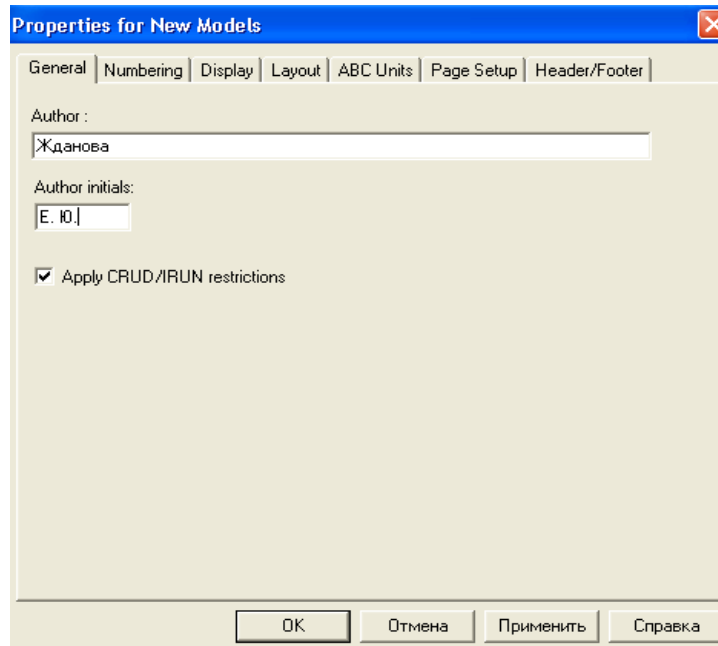 Properties for New Models
General Numbering Display Layout ABC Units Page Setup Header/Footer
Author :
Жданова
Author initials:
Е. Ю.
Apply CRUD/IRUN restrictions
OK Отмена Применить Справка